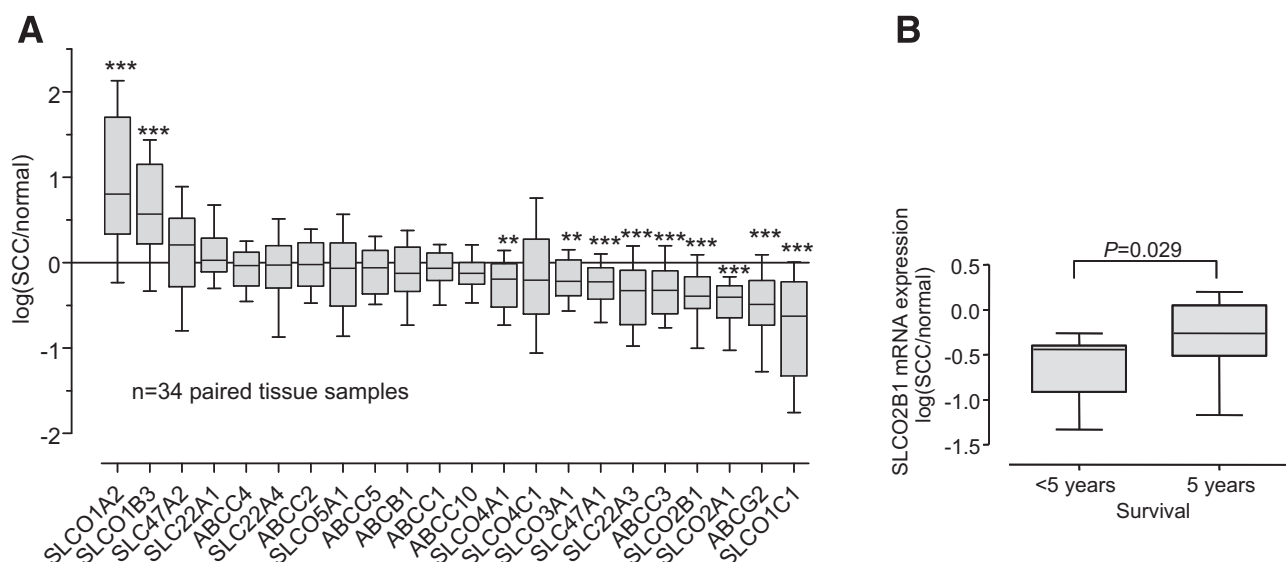 A
B
log(SCC/normal)
2
1
0
-1
-2
***
***
**
**
***
***
***
***
***
***
***
n=34 paired tissue samples
SLCO1A2
SLCO1B3
SLC47A2
SLC22A1
ABCC4
SLC22A4
ABCC2
SLCO5A1
ABCC5
ABCB1
ABCC1
ABCC10
SLCO4A1
SLCO4C1
SLCO3A1
SLC47A1
SLC22A3
ABCC3
SLCO2B1
SLCO2A1
ABCG2
SLCO1C1
SLCO2B1 mRNA expression
log(SCC/normal)
P=0.029
0.5
0.0
-0.5
-1.0
-1.5
<5 years
5 years
Survival